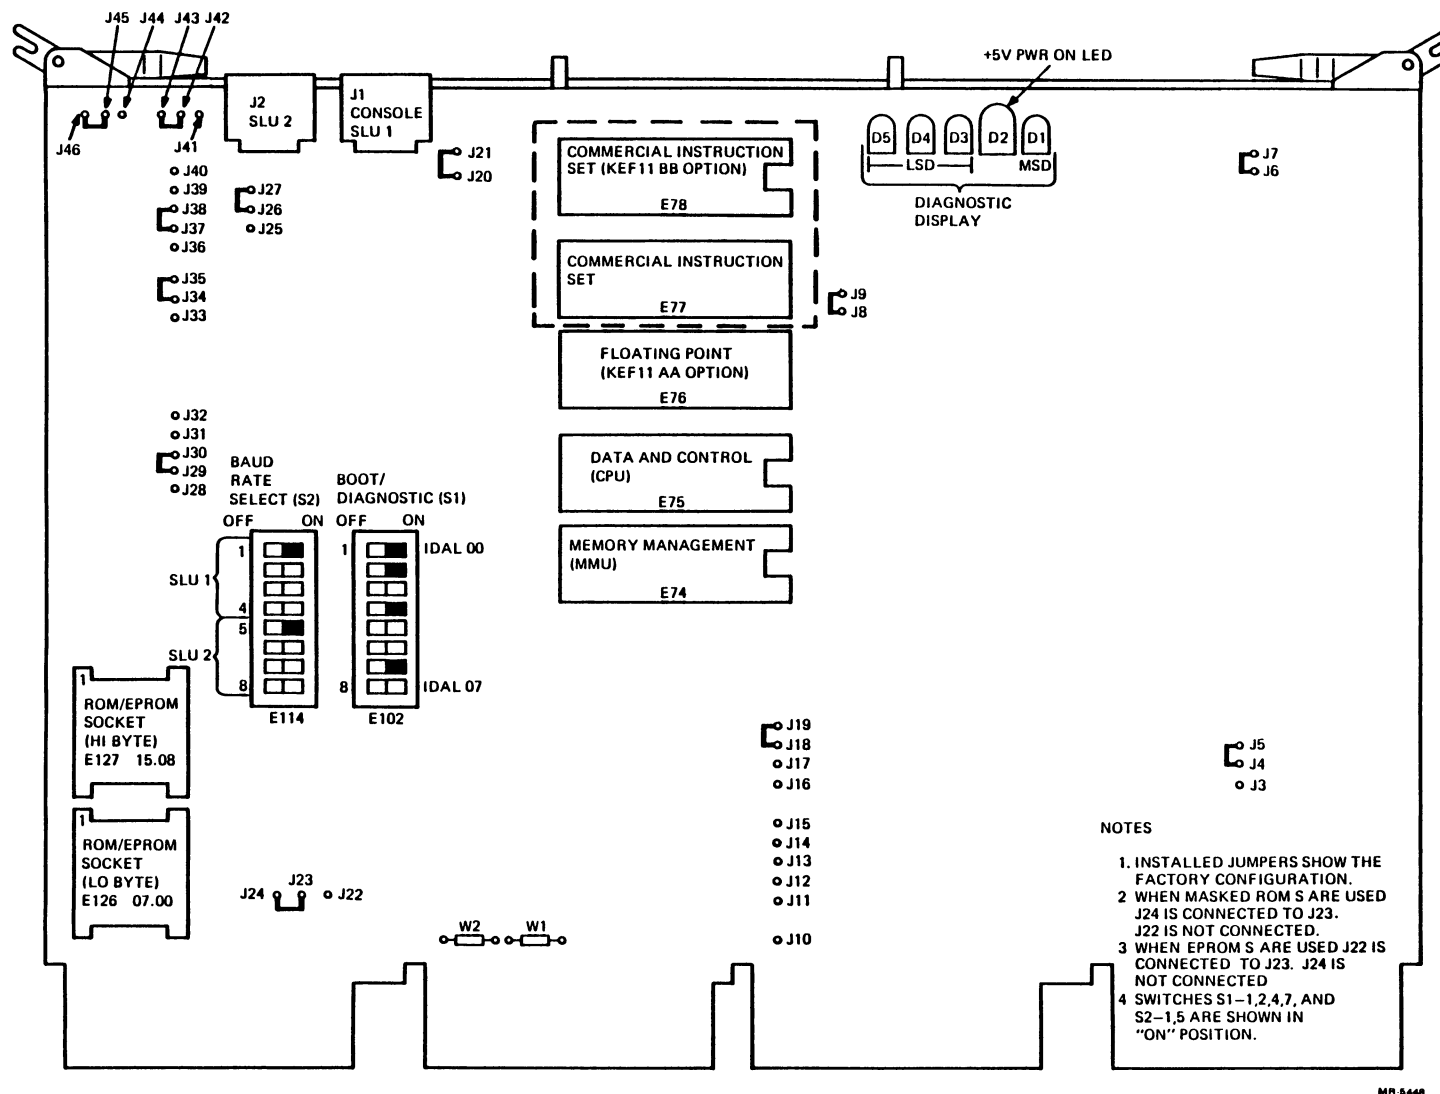 J45 J44 J43 J42
+5V PWR ON LED
J46
J41
J2
SLU 2
J1
CONSOLE
SLU 1
J21
J20
COMMERCIAL INSTRUCTION
SET (KEF11 BB OPTION)
E78
D5 D4 D3 D2 D1
LSD MSD
DIAGNOSTIC
DISPLAY
J7
J6
J40
J39
J38
J37
J36
J27
J26
J25
J35
J34
J33
COMMERCIAL INSTRUCTION
SET
E77
J9
J8
FLOATING POINT
(KEF11 AA OPTION)
E76
J32
J31
J30
J29
J28
DATA AND CONTROL
(CPU)
E75
MEMORY MANAGEMENT
(MMU)
E74
BAUD
RATE
SELECT (S2)
OFF ON
1
SLU 1
4
5
SLU 2
8
E114
BOOT/
DIAGNOSTIC (S1)
OFF ON
1 IDAL 00
8 IDAL 07
E102
1
ROM/EPROM
SOCKET
(HI BYTE)
E127 15.08
1
ROM/EPROM
SOCKET
(LO BYTE)
E126 07.00
J24 J23 J22
W2 W1
J19
J18
J17
J16
J15
J14
J13
J12
J11
J10
J5
J4
J3
NOTES
1. INSTALLED JUMPERS SHOW THE
FACTORY CONFIGURATION.
2 WHEN MASKED ROM S ARE USED
J24 IS CONNECTED TO J23.
J22 IS NOT CONNECTED.
3 WHEN EPROM S ARE USED J22 IS
CONNECTED TO J23. J24 IS
NOT CONNECTED
4 SWITCHES S1–1,2,4,7, AND
S2–1,5 ARE SHOWN IN
"ON" POSITION.
MR-5448